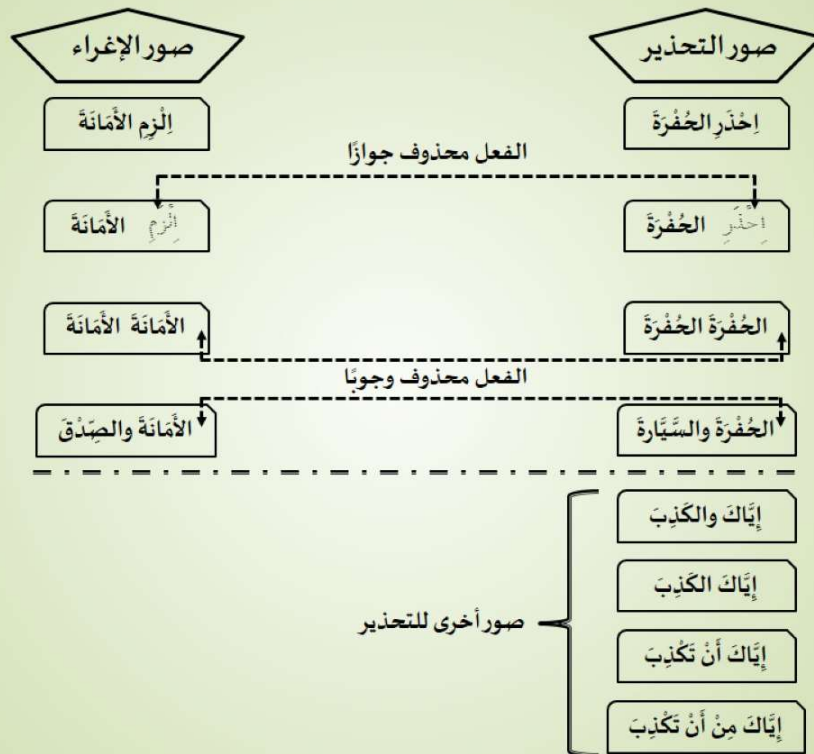 صور التحذير
صور الإغراء
اِحْذَرِ الحُفْرَةَ
اِلْزِمِ الأَمَانَةَ
الفعل محذوف جوازًا
اِحْذَرِ الحُفْرَةَ
اِلْزَمِ الأَمَانَةَ
الحُفْرَةَ الحُفْرَةَ
الأَمَانَةَ الأَمَانَةَ
الفعل محذوف وجوبًا
الحُفْرَةَ والسَّيَّارةَ
الأَمَانَةَ والصِّدْقَ
إِيَّاكَ والكَذِبَ
إِيَّاكَ الكَذِبَ
صور أخرى للتحذير
إِيَّاكَ أَنْ تَكْذِبَ
إِيَّاكَ مِنْ أَنْ تَكْذِبَ